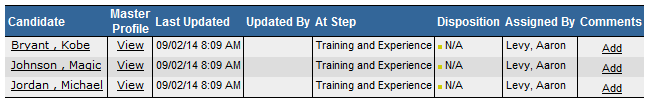 Candidate Master Profile Last Updated Updated By At Step Disposition Assigned By Comments
Bryant , Kobe View 09/02/14 8:09 AM Training and Experience N/A Levy, Aaron Add
Johnson , Magic View 09/02/14 8:09 AM Training and Experience N/A Levy, Aaron Add
Jordan , Michael View 09/02/14 8:09 AM Training and Experience N/A Levy, Aaron Add